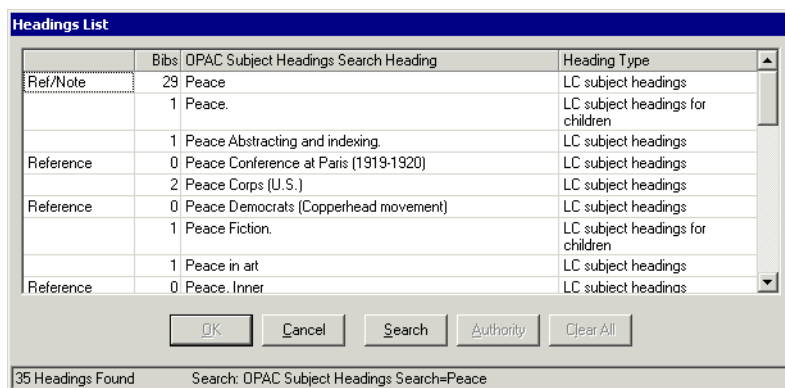 Headings List
Bibs OPAC Subject Headings Search Heading Heading Type
Ref/Note 29 Peace LC subject headings
1 Peace. LC subject headings for
children
1 Peace Abstracting and indexing. LC subject headings
Reference 0 Peace Conference at Paris (1919-1920) LC subject headings
2 Peace Corps (U.S.) LC subject headings
Reference 0 Peace Democrats (Copperhead movement) LC subject headings
1 Peace Fiction. LC subject headings for
children
1 Peace in art LC subject headings
Reference 0 Peace, Inner LC subject headings
OK Cancel Search Authority Clear All
35 Headings Found Search: OPAC Subject Headings Search=Peace